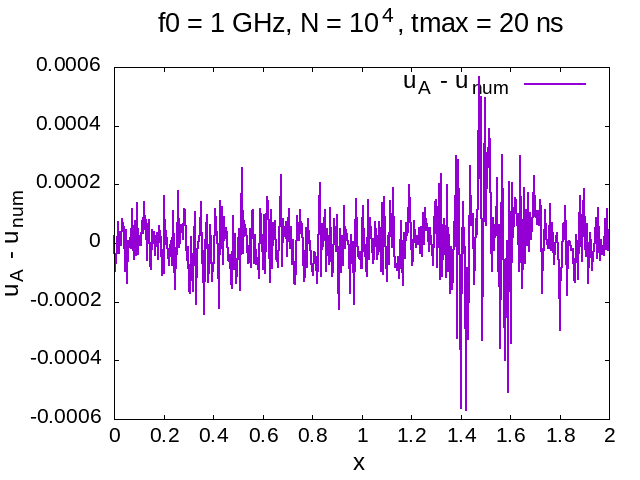 f0 = 1 GHz, N = 10⁴, tmax = 20 ns
u_A - u_num
0.0006
0.0004
0.0002
0
-0.0002
-0.0004
-0.0006
u_A - u_num
0 0.2 0.4 0.6 0.8 1 1.2 1.4 1.6 1.8 2
x